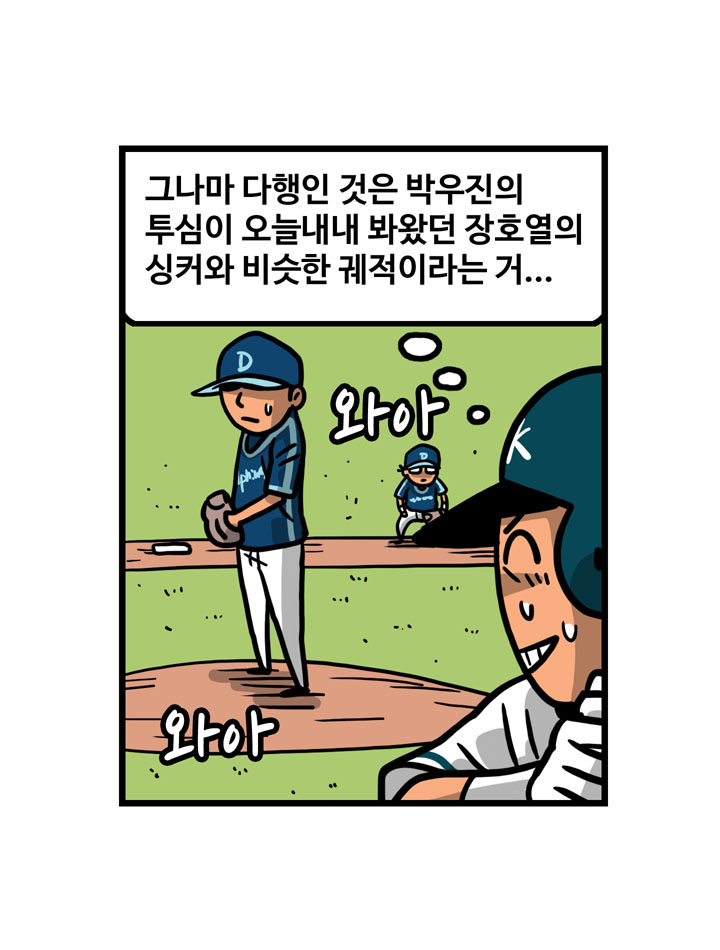 그나마 다행인 것은 박우진의
투심이 오늘내내 봐왔던 장호열의
싱커와 비슷한 궤적이라는 거...
D
와아
D
K
와아